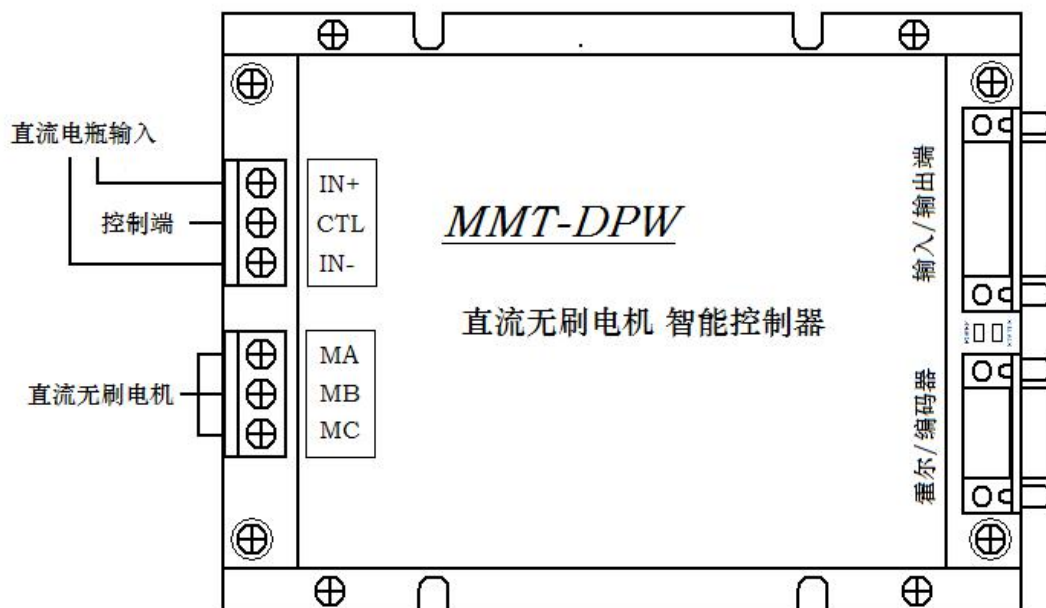 直流电瓶输入
控制端
直流无刷电机
IN+
CTL
IN-
MA
MB
MC
MMT-DPW
直流无刷电机 智能控制器
输入/输出端
霍尔/编码器